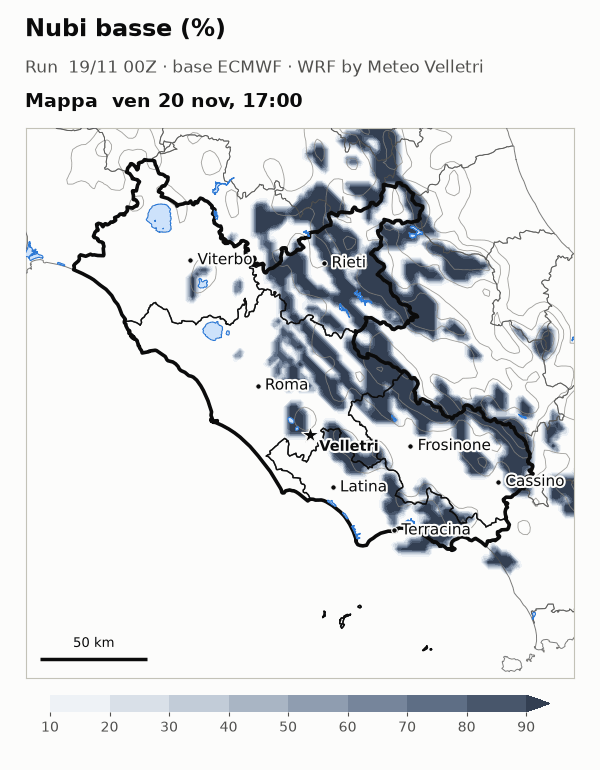 Nubi basse (%)
Run 19/11 00Z · base ECMWF · WRF by Meteo Velletri
Mappa ven 20 nov, 17:00
Viterbo
Rieti
Roma
Velletri
Frosinone
Latina
Cassino
Terracina
50 km
10 20 30 40 50 60 70 80 90